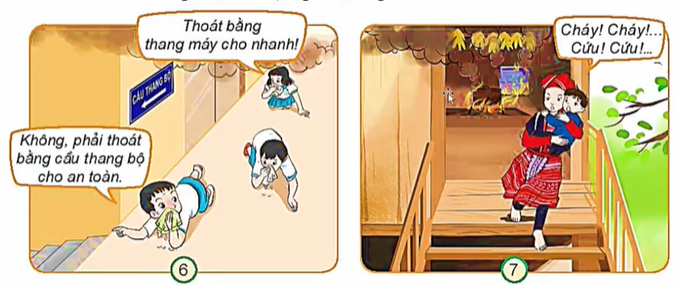 Thoát bằng
thang máy cho nhanh!
CẦU THANG BỘ
Không, phải thoát
bằng cầu thang bộ
cho an toàn.
6
Cháy! Cháy!...
Cứu! Cứu!...
7